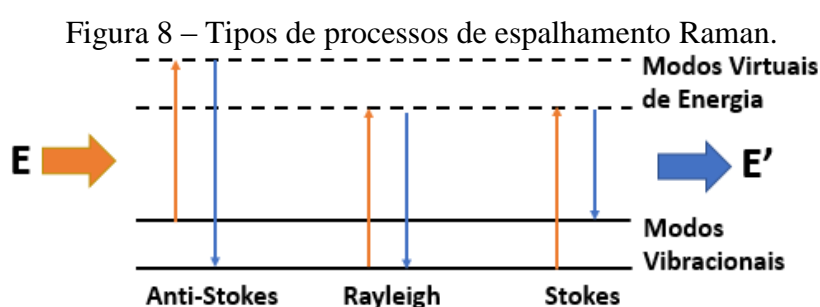 Figura 8 – Tipos de processos de espalhamento Raman.
Modos Virtuais
de Energia
E
E’
Modos
Vibracionais
Anti-Stokes Rayleigh Stokes